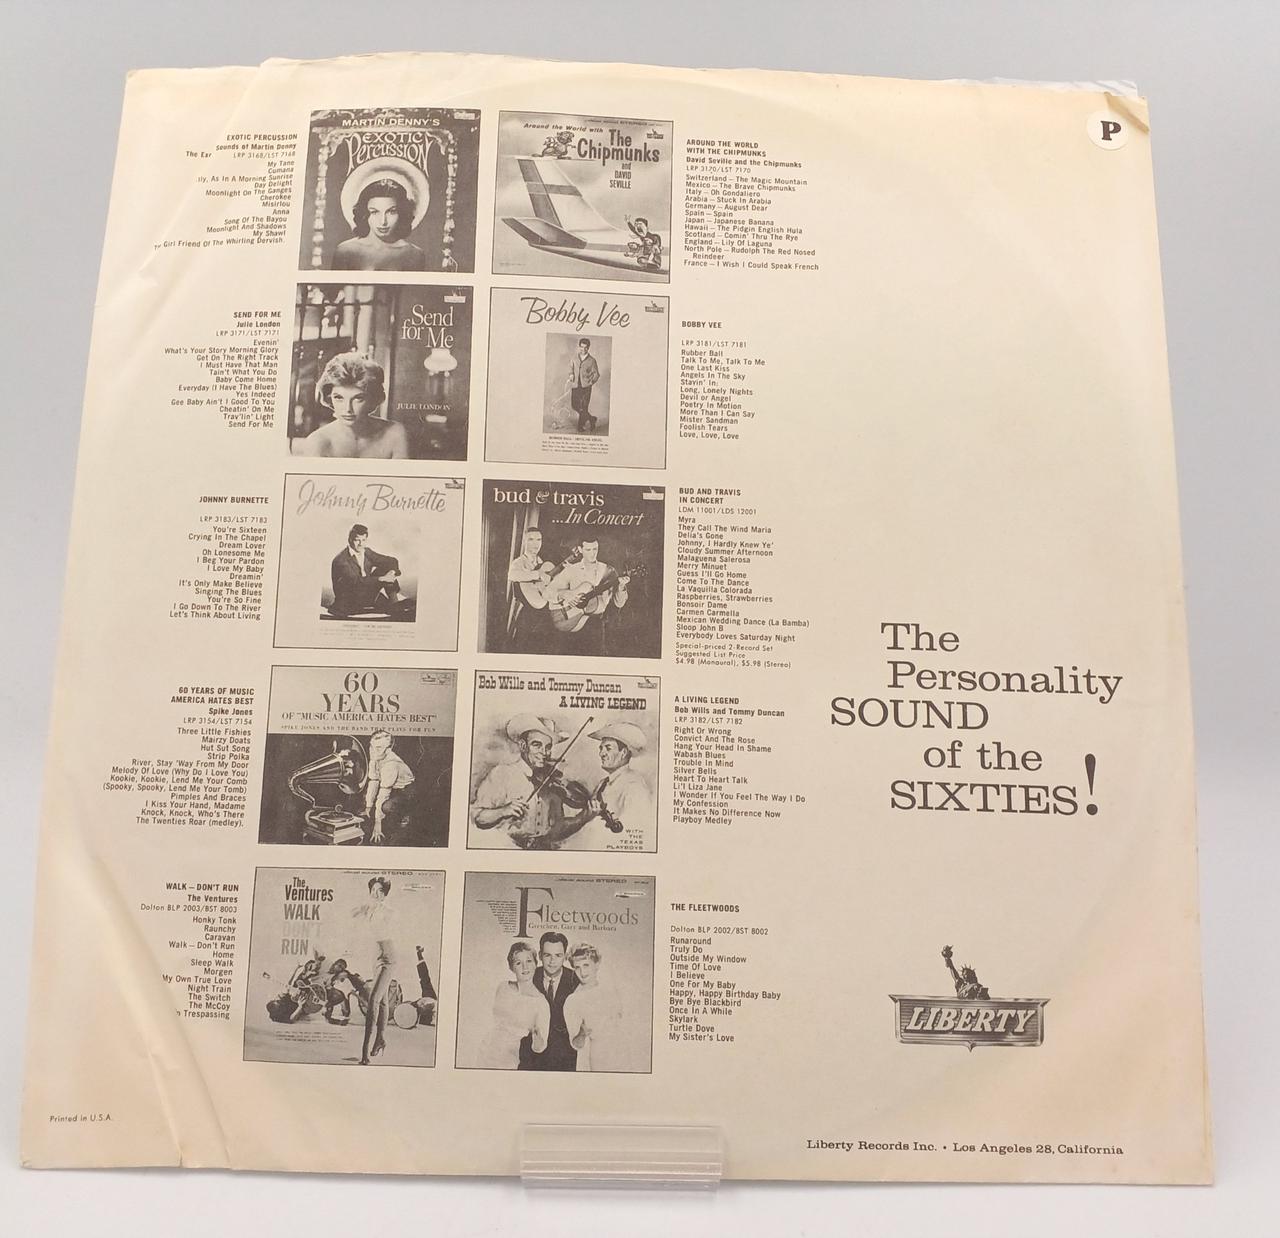 P
EXOTIC PERCUSSION
Sounds of Martin Denny
LRP 3168/LST 7168
The Ear
My Tane
Cumana
lly, As In A Morning Sunrise
Day Delight
Moonlight On The Ganges
Cherokee
Misirlou
Anna
Song Of The Bayou
Moonlight And Shadows
My Shawl
Girl Friend Of The Whirling Dervish.
MARTIN DENNY'S
EXOTIC
Percussion
Around the World with
The
Chipmunks
and
DAVID
SEVILLE
AROUND THE WORLD
WITH THE CHIPMUNKS
David Seville and the Chipmunks
LRP 3170/LST 7170
Switzerland — The Magic Mountain
Mexico — The Brave Chipmunks
Italy — Oh Gondaliero
Arabia — Stuck In Arabia
Germany — August Dear
Spain — Spain
Japan — Japanese Banana
Hawaii — The Pidgin English Hula
Scotland — Comin' Thru The Rye
England — Lily Of Laguna
North Pole — Rudolph The Red Nosed
Reindeer
France — I Wish I Could Speak French
SEND FOR ME
Julie London
LRP 3171/LST 7171
Evenin'
What's Your Story Morning Glory
Get On The Right Track
I Must Have That Man
Tain't What You Do
Baby Come Home
Everyday (I Have The Blues)
Yes Indeed
Gee Baby Ain't I Good To You
Cheatin' On Me
Trav'lin' Light
Send For Me
Send
for Me
JULIE LONDON
Bobby Vee
BOBBY VEE
LRP 3181/LST 7181
Rubber Ball
Talk To Me, Talk To Me
One Last Kiss
Angels In The Sky
Stayin' In:
Long, Lonely Nights
Devil or Angel
Poetry In Motion
More Than I Can Say
Mister Sandman
Foolish Tears
Love, Love, Love
JOHNNY BURNETTE
LRP 3183/LST 7183
You're Sixteen
Crying In The Chapel
Dream Lover
Oh Lonesome Me
I Beg Your Pardon
I Love My Baby
Dreamin'
It's Only Make Believe
Singing The Blues
You're So Fine
I Go Down To The River
Let's Think About Living
Johnny Burnette
bud & travis
...In Concert
BUD AND TRAVIS
IN CONCERT
LDM 11001/LDS 12001
Myra
They Call The Wind Maria
Delia's Gone
Johnny, I Hardly Knew Ye'
Cloudy Summer Afternoon
Malaguena Salerosa
Merry Minuet
Guess I'll Go Home
Come To The Dance
La Vaquilla Colorada
Raspberries, Strawberries
Bonsoir Dame
Carmen Carmella
Mexican Wedding Dance (La Bamba)
Sloop John B
Everybody Loves Saturday Night
Special-priced 2-Record Set
Suggested List Price
$4.98 (Monaural), $5.98 (Stereo)
60 YEARS OF MUSIC
AMERICA HATES BEST
Spike Jones
LRP 3154/LST 7154
Three Little Fishies
Mairzy Doats
Hut Sut Song
Strip Polka
River, Stay 'Way From My Door
Melody Of Love (Why Do I Love You)
Kookie, Kookie, Lend Me Your Comb
(Spooky, Spooky, Lend Me Your Tomb)
Pimples And Braces
I Kiss Your Hand, Madame
Knock, Knock, Who's There
The Twenties Roar (medley).
60
YEARS
OF "MUSIC AMERICA HATES BEST"
SPIKE JONES AND THE BAND THAT PLAYS FOR FUN
Bob Wills and Tommy Duncan
A LIVING LEGEND
WITH
THE
TEXAS
PLAYBOYS
A LIVING LEGEND
Bob Wills and Tommy Duncan
LRP 3182/LST 7182
Right Or Wrong
Convict And The Rose
Hang Your Head In Shame
Wabash Blues
Trouble In Mind
Silver Bells
Heart To Heart Talk
Li'l Liza Jane
I Wonder If You Feel The Way I Do
My Confession
It Makes No Difference Now
Playboy Medley
WALK — DON'T RUN
The Ventures
Dolton BLP 2003/BST 8003
Honky Tonk
Raunchy
Caravan
Walk — Don't Run
Home
Sleep Walk
Morgen
My Own True Love
Night Train
The Switch
The McCoy
Trespassing
STEREO
The
Ventures
WALK
DON'T
RUN
STEREO
Fleetwoods
Gretchen, Gary and Barbara
THE FLEETWOODS
Dolton BLP 2002/BST 8002
Runaround
Truly Do
Outside My Window
Time Of Love
I Believe
One For My Baby
Happy, Happy Birthday Baby
Bye Bye Blackbird
Once In A While
Skylark
Turtle Dove
My Sister's Love
The
Personality
SOUND
of the
SIXTIES!
LIBERTY
Printed in U.S.A.
Liberty Records Inc. • Los Angeles 28, California